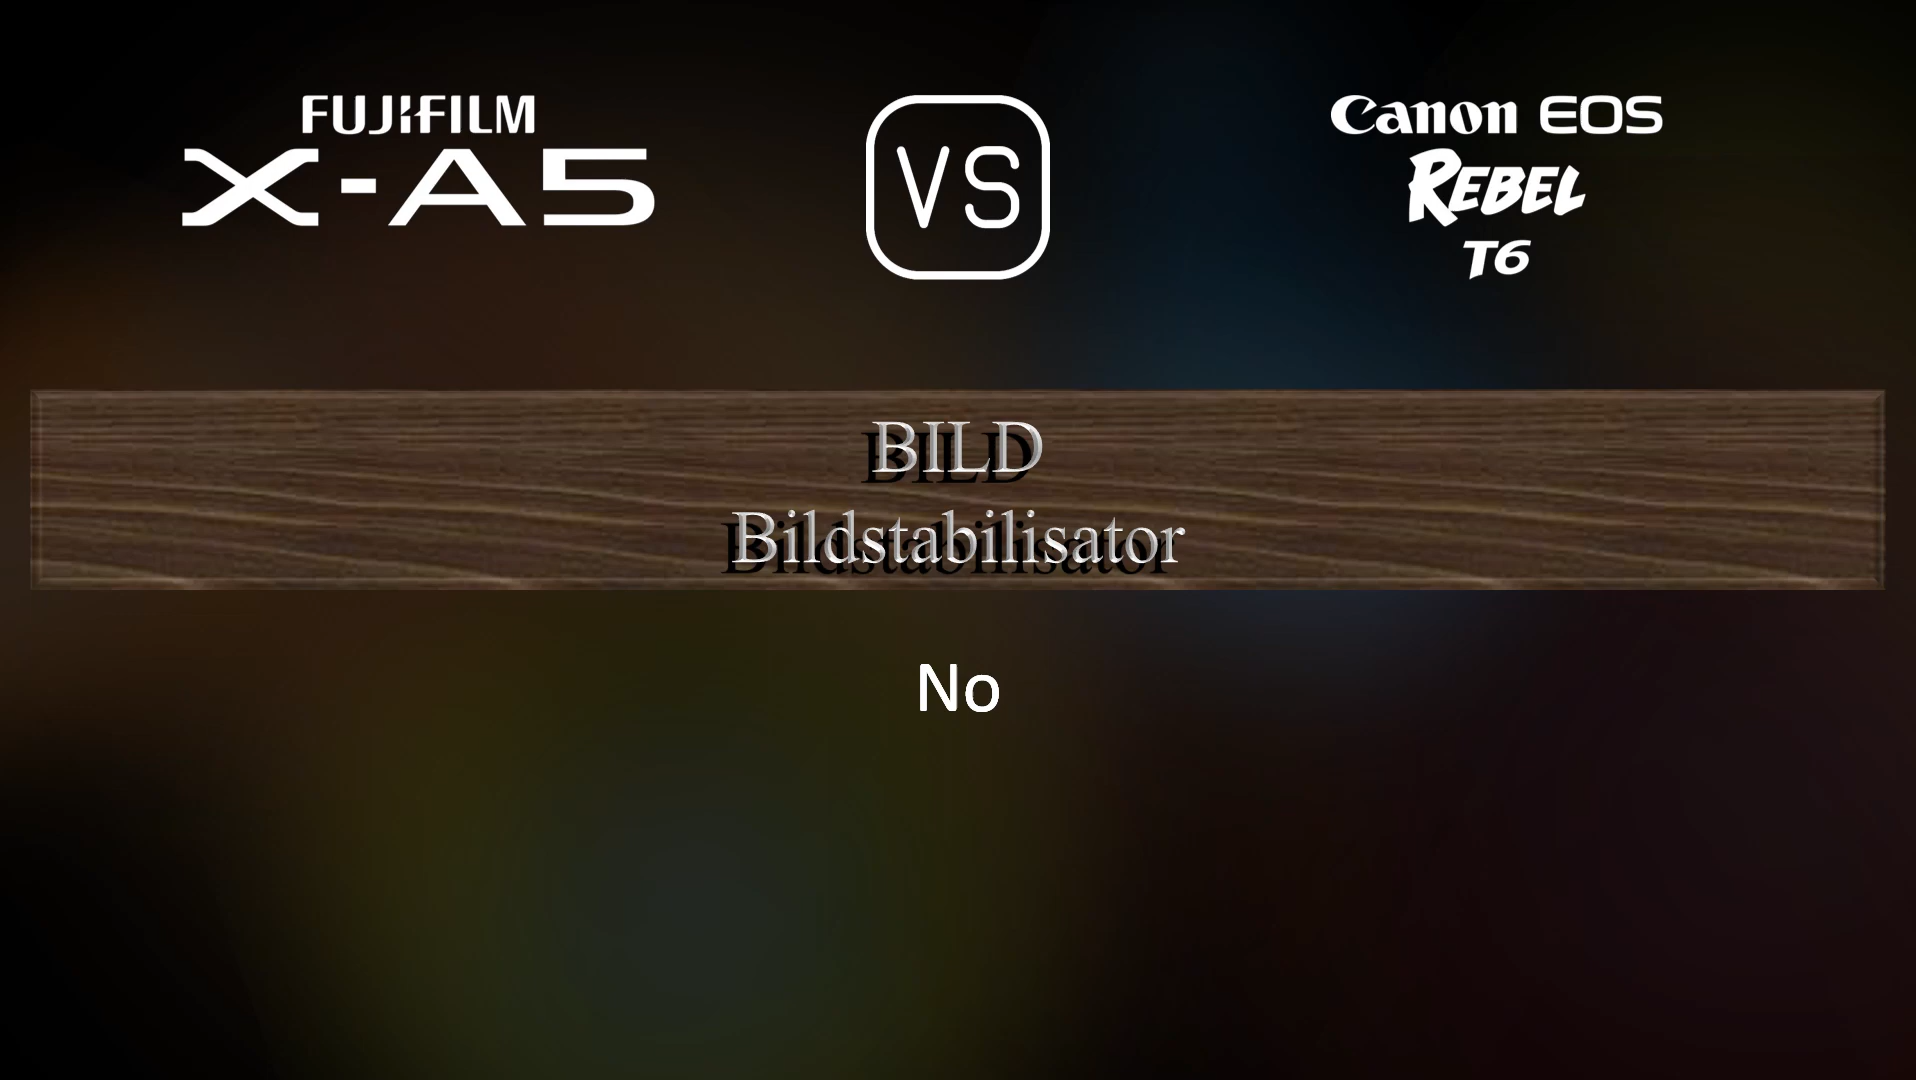 FUJIFILM
X-A5
VS
Canon EOS
REBEL
T6
BILD
Bildstabilisator
No